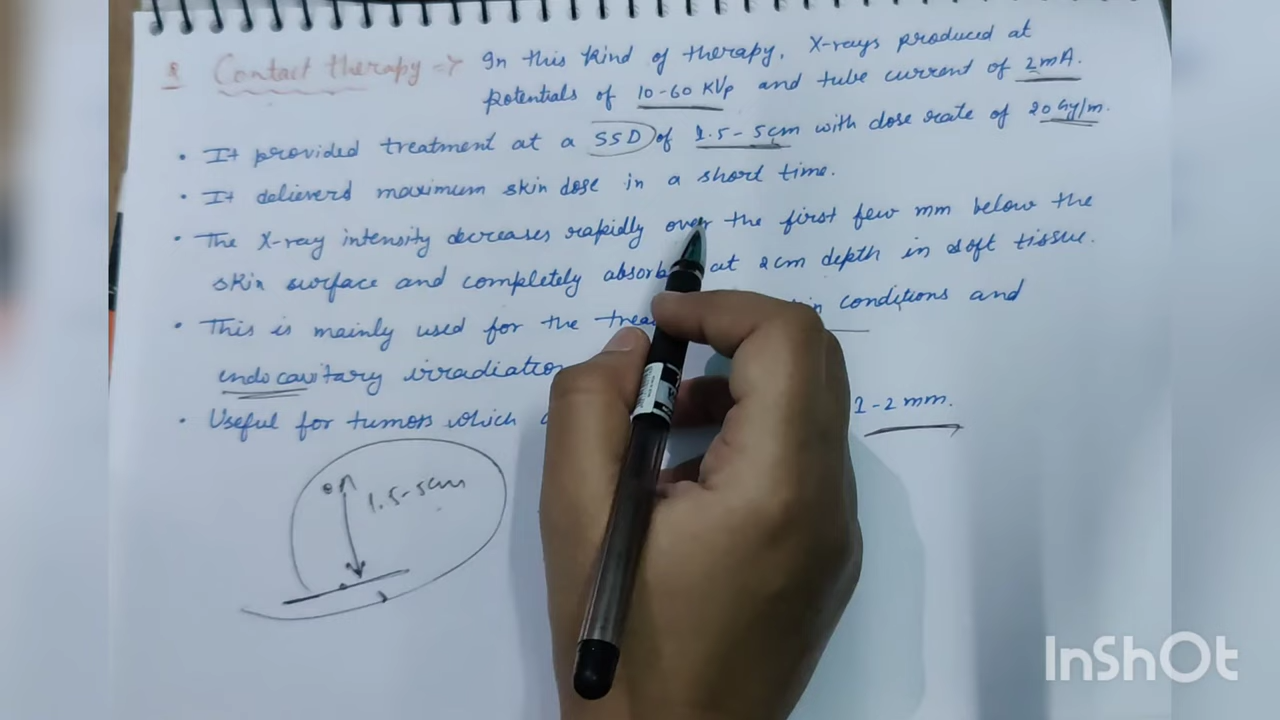 * Contact therapy -> In this kind of therapy, X-rays produced at
potentials of 10-60 KVp and tube current of 2mA.
• It provided treatment at a SSD of 1.5-5cm with dose rate of 20Gy/m.
• It deliverd maximum skin dose in a short time.
• The X-ray intensity decreases rapidly over the first few mm below the
skin surface and completely absorb at 2cm depth in soft tissue.
• This is mainly used for the conditions and
endocavitary irradiation
• Useful for tumors which 1-2 mm.
1.5-5cm
InShOt